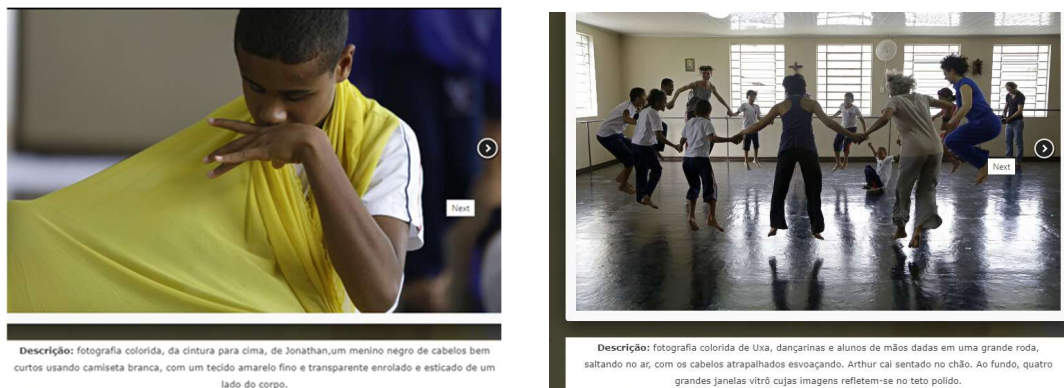 Next
Descrição: fotografia colorida, da cintura para cima, de Jonathan,um menino negro de cabelos bem
curtos usando camiseta branca, com um tecido amarelo fino e transparente enrolado e esticado de um
lado do corpo.
Next
Descrição: fotografia colorida de Uxa, dançarinas e alunos de mãos dadas em uma grande roda,
saltando no ar, com os cabelos atrapalhados esvoaçando. Arthur cai sentado no chão. Ao fundo, quatro
grandes janelas vitrô cujas imagens refletem-se no teto polido.